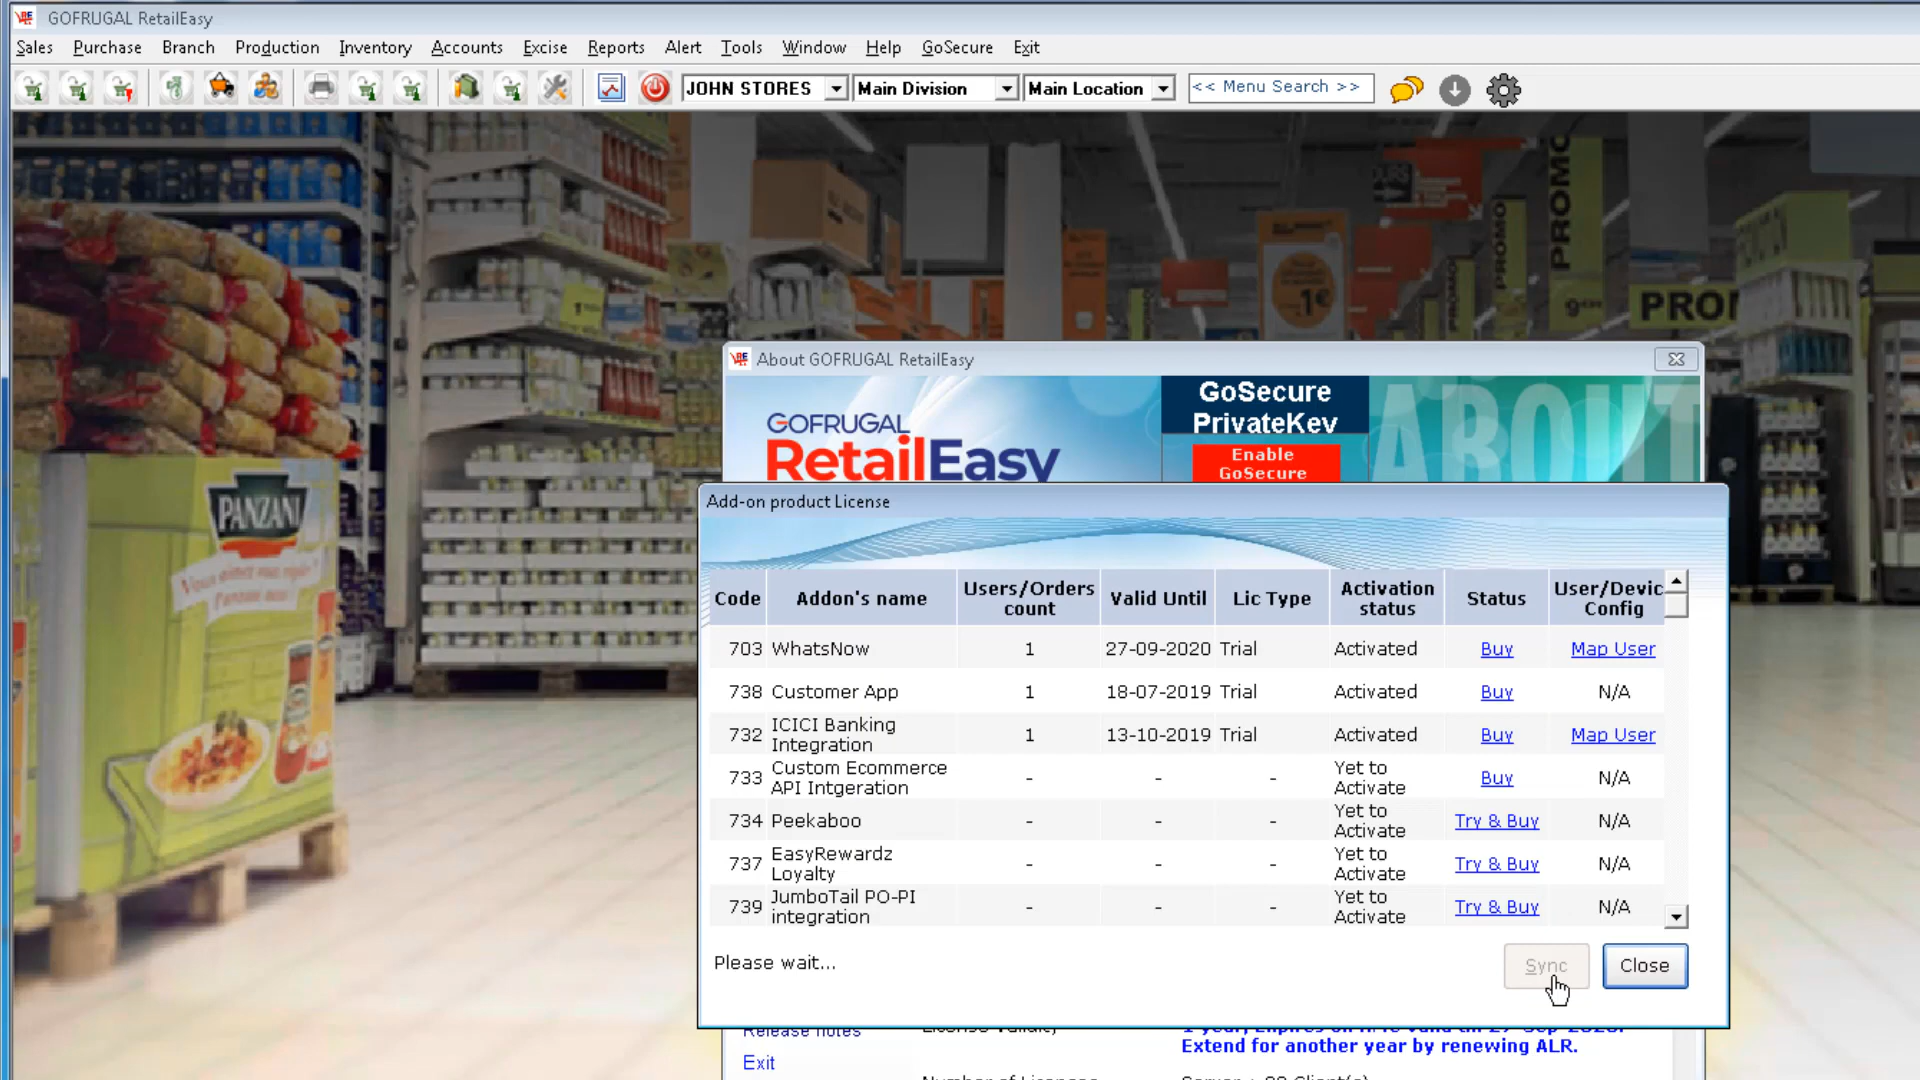 GOFRUGAL RetailEasy
Sales Purchase Branch Production Inventory Accounts Excise Reports Alert Tools Window Help GoSecure Exit
JOHN STORES Main Division Main Location << Menu Search >>
PROMO
PROMO
PANZANI
About GOFRUGAL RetailEasy
GOFRUGAL
RetailEasy
GoSecure
PrivateKey
Enable
GoSecure
ABOUT
Add-on product License
Code Addon's name Users/Orders count Valid Until Lic Type Activation status Status User/Devic Config
703 WhatsNow 1 27-09-2020 Trial Activated Buy Map User
738 Customer App 1 18-07-2019 Trial Activated Buy N/A
732 ICICI Banking Integration 1 13-10-2019 Trial Activated Buy Map User
733 Custom Ecommerce API Intgeration - - - Yet to Activate Buy N/A
734 Peekaboo - - - Yet to Activate Try & Buy N/A
737 EasyRewardz Loyalty - - - Yet to Activate Try & Buy N/A
739 JumboTail PO-PI integration - - - Yet to Activate Try & Buy N/A
Please wait...
Sync Close
Release notes
Extend for another year by renewing ALR.
Exit